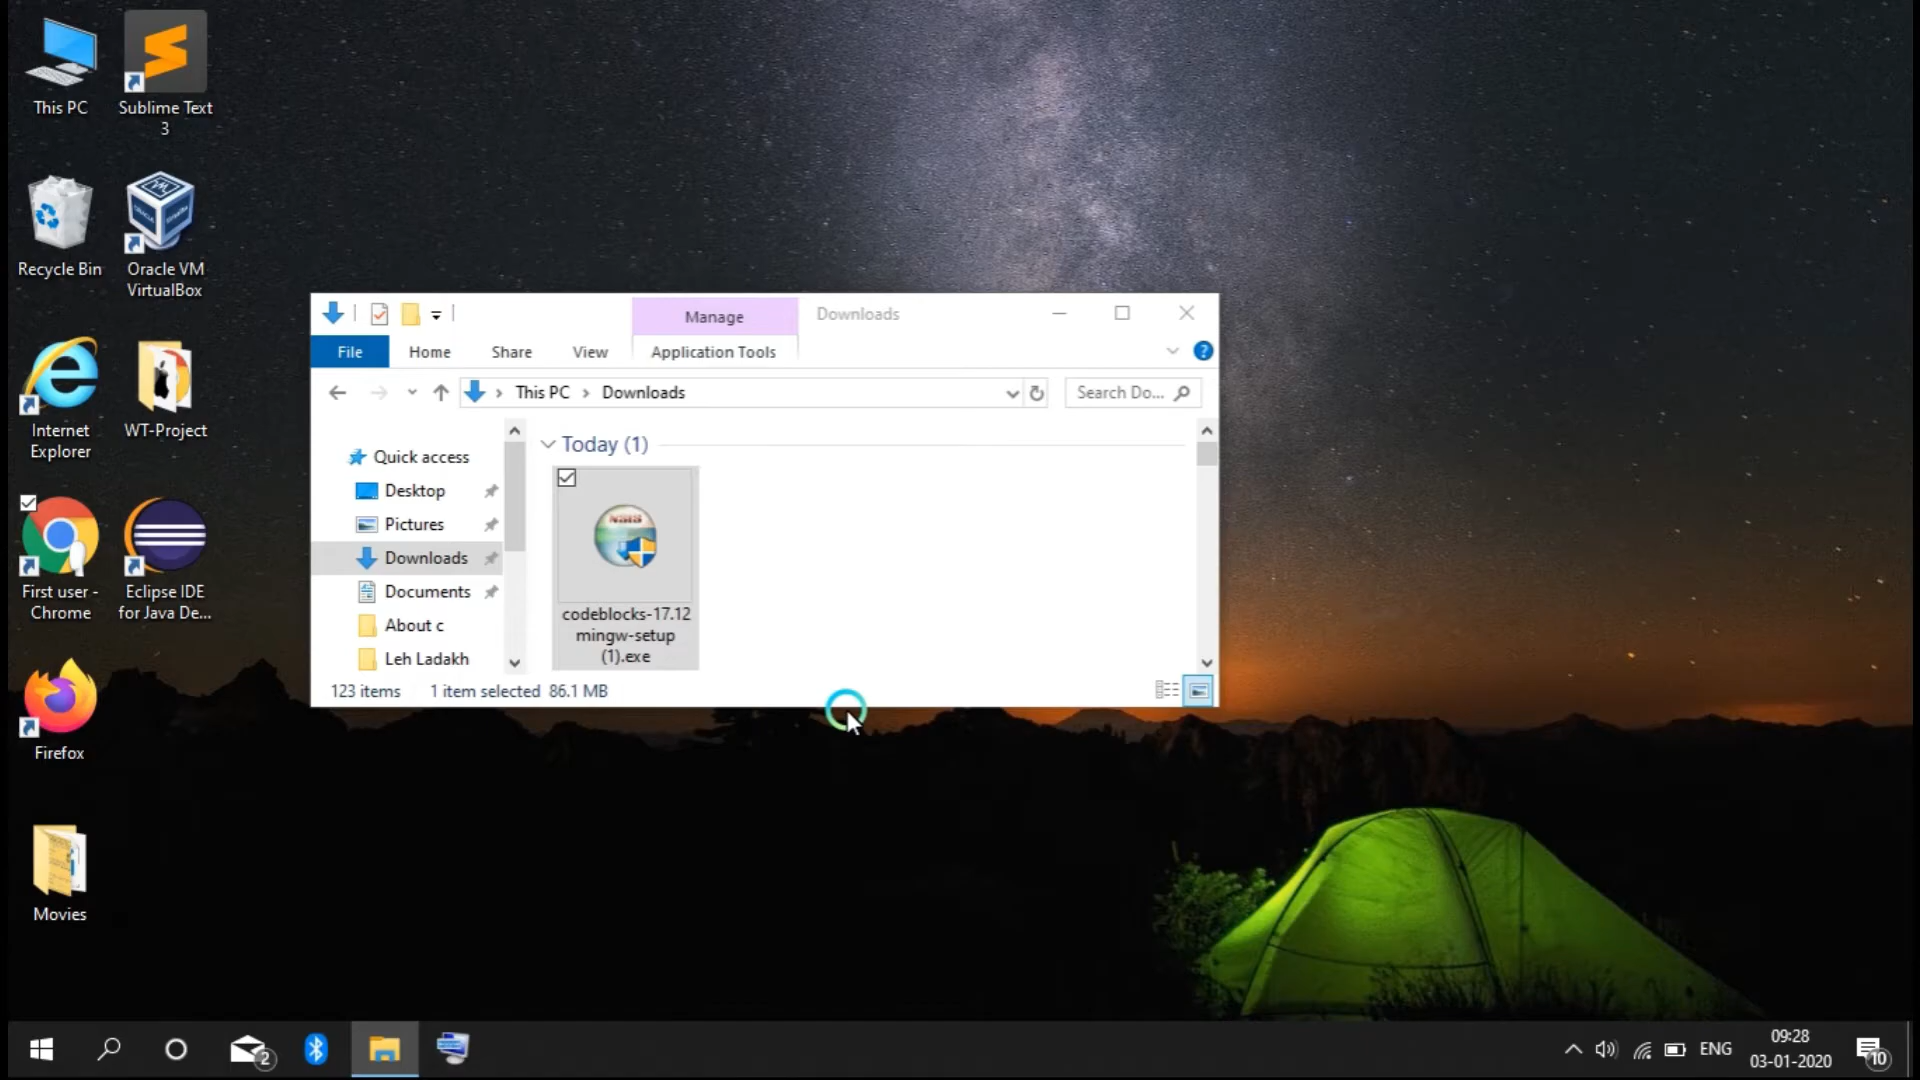 This PC
Sublime Text
3
Recycle Bin
Oracle VM
VirtualBox
Internet
Explorer
WT-Project
First user -
Chrome
Eclipse IDE
for Java De...
Firefox
Movies
Manage
Downloads
File
Home
Share
View
Application Tools
?
This PC
Downloads
Search Do...
Quick access
Desktop
Pictures
Downloads
Documents
About c
Leh Ladakh
Today (1)
NSIS
codeblocks-17.12
mingw-setup
(1).exe
123 items
1 item selected 86.1 MB
2
ENG
09:28
03-01-2020
10